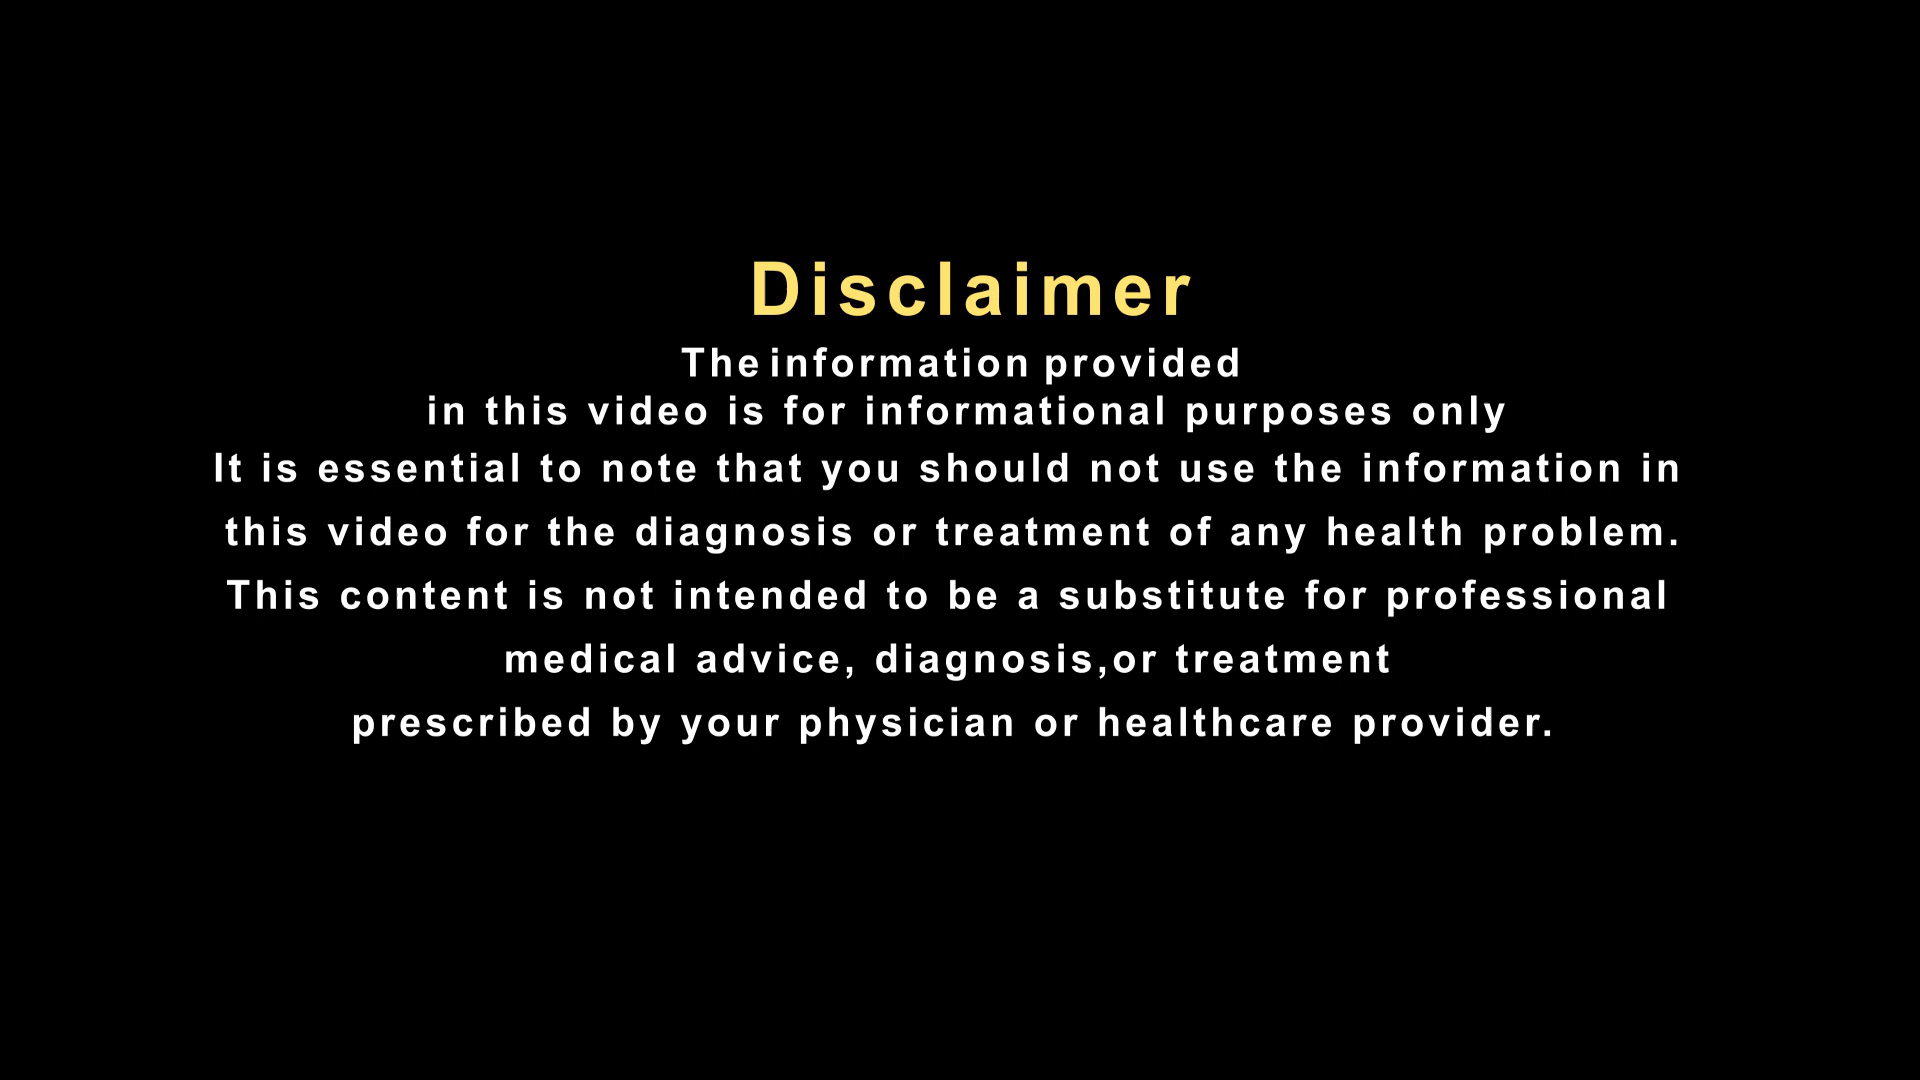 Disclaimer
The information provided
in this video is for informational purposes only
It is essential to note that you should not use the information in
this video for the diagnosis or treatment of any health problem.
This content is not intended to be a substitute for professional
medical advice, diagnosis,or treatment
prescribed by your physician or healthcare provider.